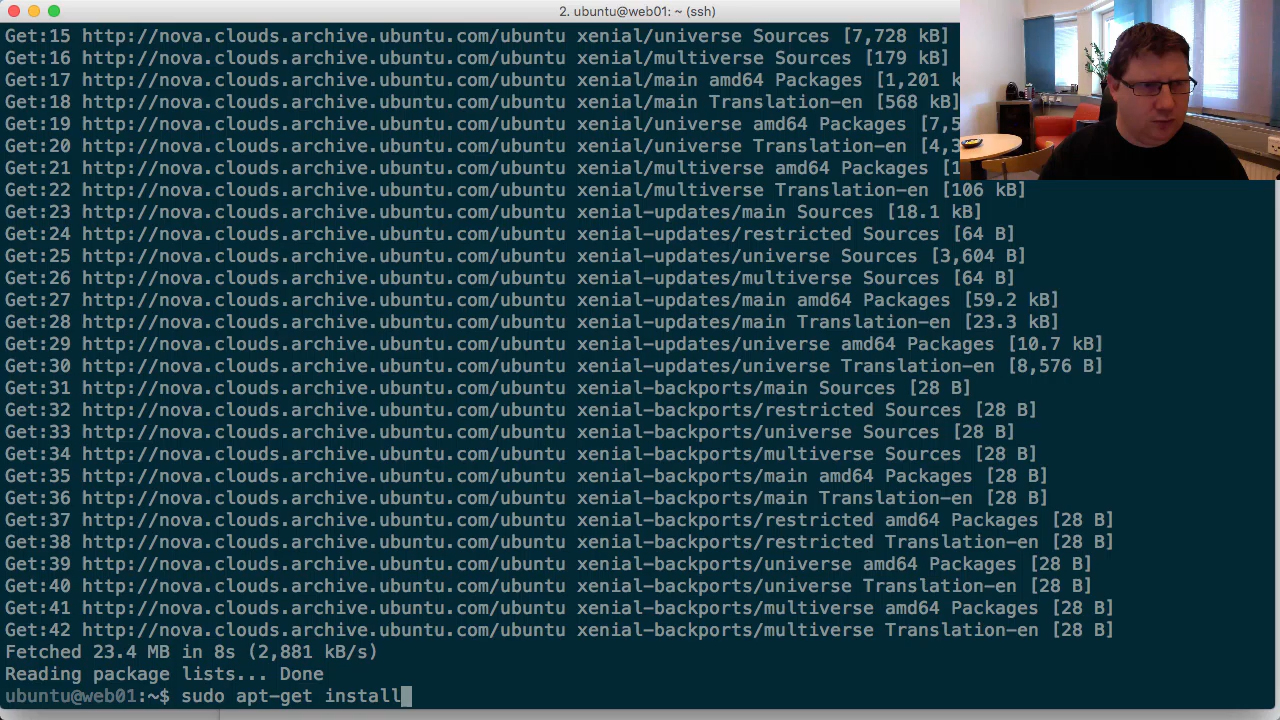 2. ubuntu@web01: ~ (ssh)
Get:15 http://nova.clouds.archive.ubuntu.com/ubuntu xenial/universe Sources [7,728 kB]
Get:16 http://nova.clouds.archive.ubuntu.com/ubuntu xenial/multiverse Sources [179 kB]
Get:17 http://nova.clouds.archive.ubuntu.com/ubuntu xenial/main amd64 Packages [1,201 k
Get:18 http://nova.clouds.archive.ubuntu.com/ubuntu xenial/main Translation-en [568 kB]
Get:19 http://nova.clouds.archive.ubuntu.com/ubuntu xenial/universe amd64 Packages [7,5
Get:20 http://nova.clouds.archive.ubuntu.com/ubuntu xenial/universe Translation-en [4,3
Get:21 http://nova.clouds.archive.ubuntu.com/ubuntu xenial/multiverse amd64 Packages [1
Get:22 http://nova.clouds.archive.ubuntu.com/ubuntu xenial/multiverse Translation-en [106 kB]
Get:23 http://nova.clouds.archive.ubuntu.com/ubuntu xenial-updates/main Sources [18.1 kB]
Get:24 http://nova.clouds.archive.ubuntu.com/ubuntu xenial-updates/restricted Sources [64 B]
Get:25 http://nova.clouds.archive.ubuntu.com/ubuntu xenial-updates/universe Sources [3,604 B]
Get:26 http://nova.clouds.archive.ubuntu.com/ubuntu xenial-updates/multiverse Sources [64 B]
Get:27 http://nova.clouds.archive.ubuntu.com/ubuntu xenial-updates/main amd64 Packages [59.2 kB]
Get:28 http://nova.clouds.archive.ubuntu.com/ubuntu xenial-updates/main Translation-en [23.3 kB]
Get:29 http://nova.clouds.archive.ubuntu.com/ubuntu xenial-updates/universe amd64 Packages [10.7 kB]
Get:30 http://nova.clouds.archive.ubuntu.com/ubuntu xenial-updates/universe Translation-en [8,576 B]
Get:31 http://nova.clouds.archive.ubuntu.com/ubuntu xenial-backports/main Sources [28 B]
Get:32 http://nova.clouds.archive.ubuntu.com/ubuntu xenial-backports/restricted Sources [28 B]
Get:33 http://nova.clouds.archive.ubuntu.com/ubuntu xenial-backports/universe Sources [28 B]
Get:34 http://nova.clouds.archive.ubuntu.com/ubuntu xenial-backports/multiverse Sources [28 B]
Get:35 http://nova.clouds.archive.ubuntu.com/ubuntu xenial-backports/main amd64 Packages [28 B]
Get:36 http://nova.clouds.archive.ubuntu.com/ubuntu xenial-backports/main Translation-en [28 B]
Get:37 http://nova.clouds.archive.ubuntu.com/ubuntu xenial-backports/restricted amd64 Packages [28 B]
Get:38 http://nova.clouds.archive.ubuntu.com/ubuntu xenial-backports/restricted Translation-en [28 B]
Get:39 http://nova.clouds.archive.ubuntu.com/ubuntu xenial-backports/universe amd64 Packages [28 B]
Get:40 http://nova.clouds.archive.ubuntu.com/ubuntu xenial-backports/universe Translation-en [28 B]
Get:41 http://nova.clouds.archive.ubuntu.com/ubuntu xenial-backports/multiverse amd64 Packages [28 B]
Get:42 http://nova.clouds.archive.ubuntu.com/ubuntu xenial-backports/multiverse Translation-en [28 B]
Fetched 23.4 MB in 8s (2,881 kB/s)
Reading package lists... Done
ubuntu@web01:~$ sudo apt-get install